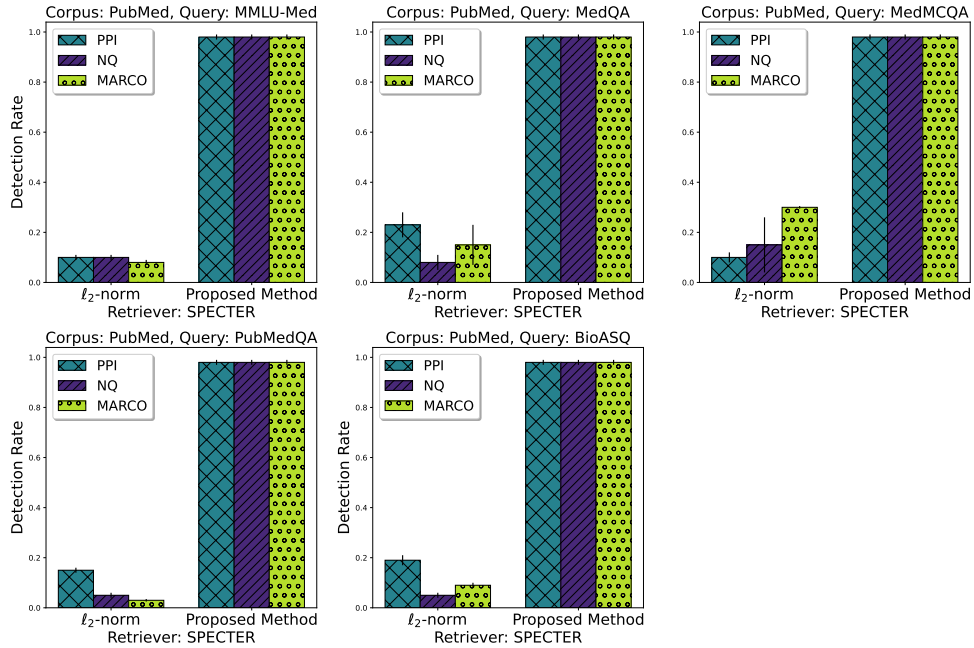 Corpus: PubMed, Query: MMLU-Med
Detection Rate
1.0
0.8
0.6
0.4
0.2
0.0
PPI
NQ
MARCO
ℓ2-norm
Proposed Method
Retriever: SPECTER
Corpus: PubMed, Query: MedQA
1.0
0.8
0.6
0.4
0.2
0.0
PPI
NQ
MARCO
ℓ2-norm
Proposed Method
Retriever: SPECTER
Corpus: PubMed, Query: MedMCQA
1.0
0.8
0.6
0.4
0.2
0.0
PPI
NQ
MARCO
ℓ2-norm
Proposed Method
Retriever: SPECTER
Corpus: PubMed, Query: PubMedQA
Detection Rate
1.0
0.8
0.6
0.4
0.2
0.0
PPI
NQ
MARCO
ℓ2-norm
Proposed Method
Retriever: SPECTER
Corpus: PubMed, Query: BioASQ
Detection Rate
1.0
0.8
0.6
0.4
0.2
0.0
PPI
NQ
MARCO
ℓ2-norm
Proposed Method
Retriever: SPECTER